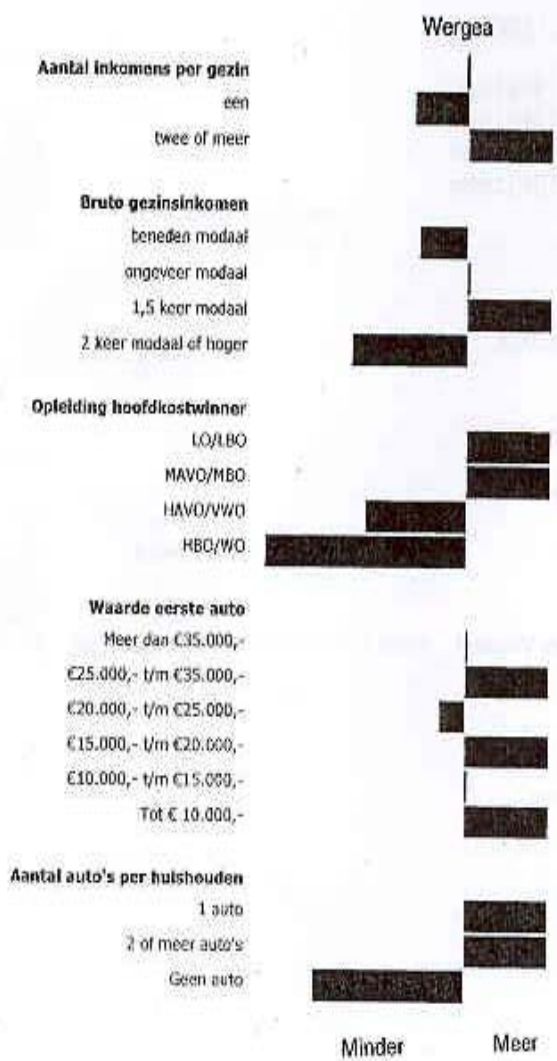 Wergea
Aantal inkomens per gezin
een
twee of meer
Bruto gezinsinkomen
beneden modaal
ongeveer modaal
1,5 keer modaal
2 keer modaal of hoger
Opleiding hoofdkostwinner
LO/LBO
MAVO/MBO
HAVO/VWO
HBO/WO
Waarde eerste auto
Meer dan €35.000,-
€25.000,- t/m €35.000,-
€20.000,- t/m €25.000,-
€15.000,- t/m €20.000,-
€10.000,- t/m €15.000,-
Tot € 10.000,-
Aantal auto's per huishouden
1 auto
2 of meer auto's
Geen auto
Minder Meer